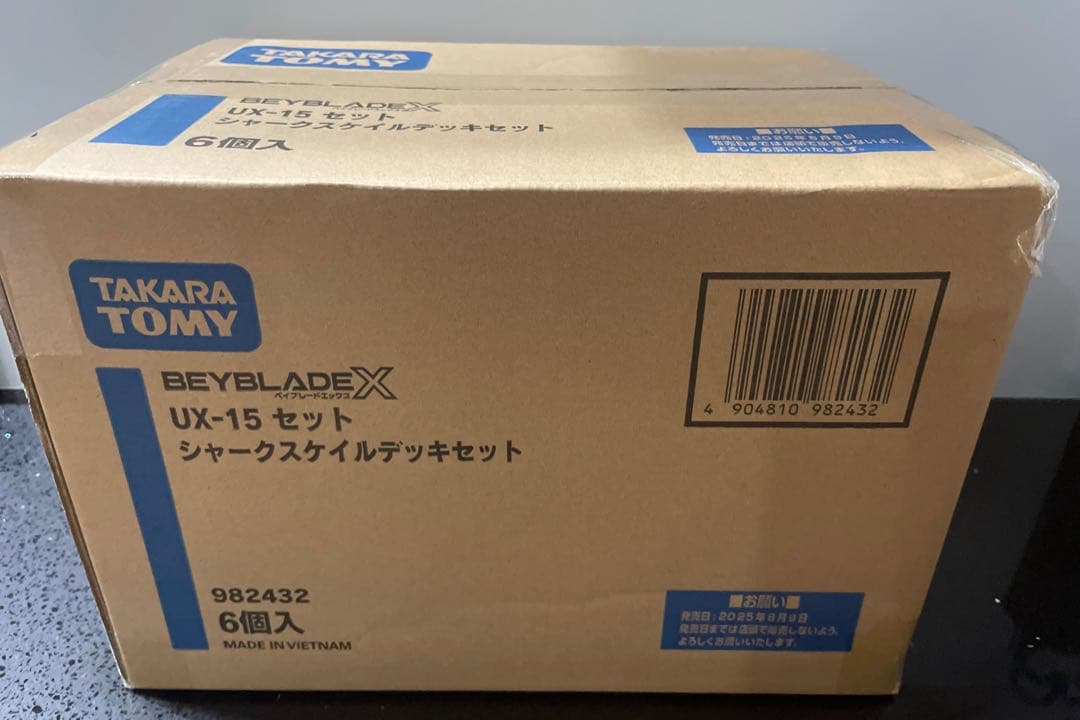 TAKARA
TOMY
BEYBLADE X
UX-15 セット
シャークスケイルデッキセット
6個入
お願い
発売日:2025年8月9日
発売日までは店頭で販売しないよう、
よろしくお願いいたします。
TAKARA
TOMY
BEYBLADE X
ベイブレードエックス
UX-15 セット
シャークスケイルデッキセット
4 904810 982432
982432
6個入
MADE IN VIETNAM
お願い
発売日:2025年8月9日
発売日までは店頭で販売しないよう、
よろしくお願いいたします。